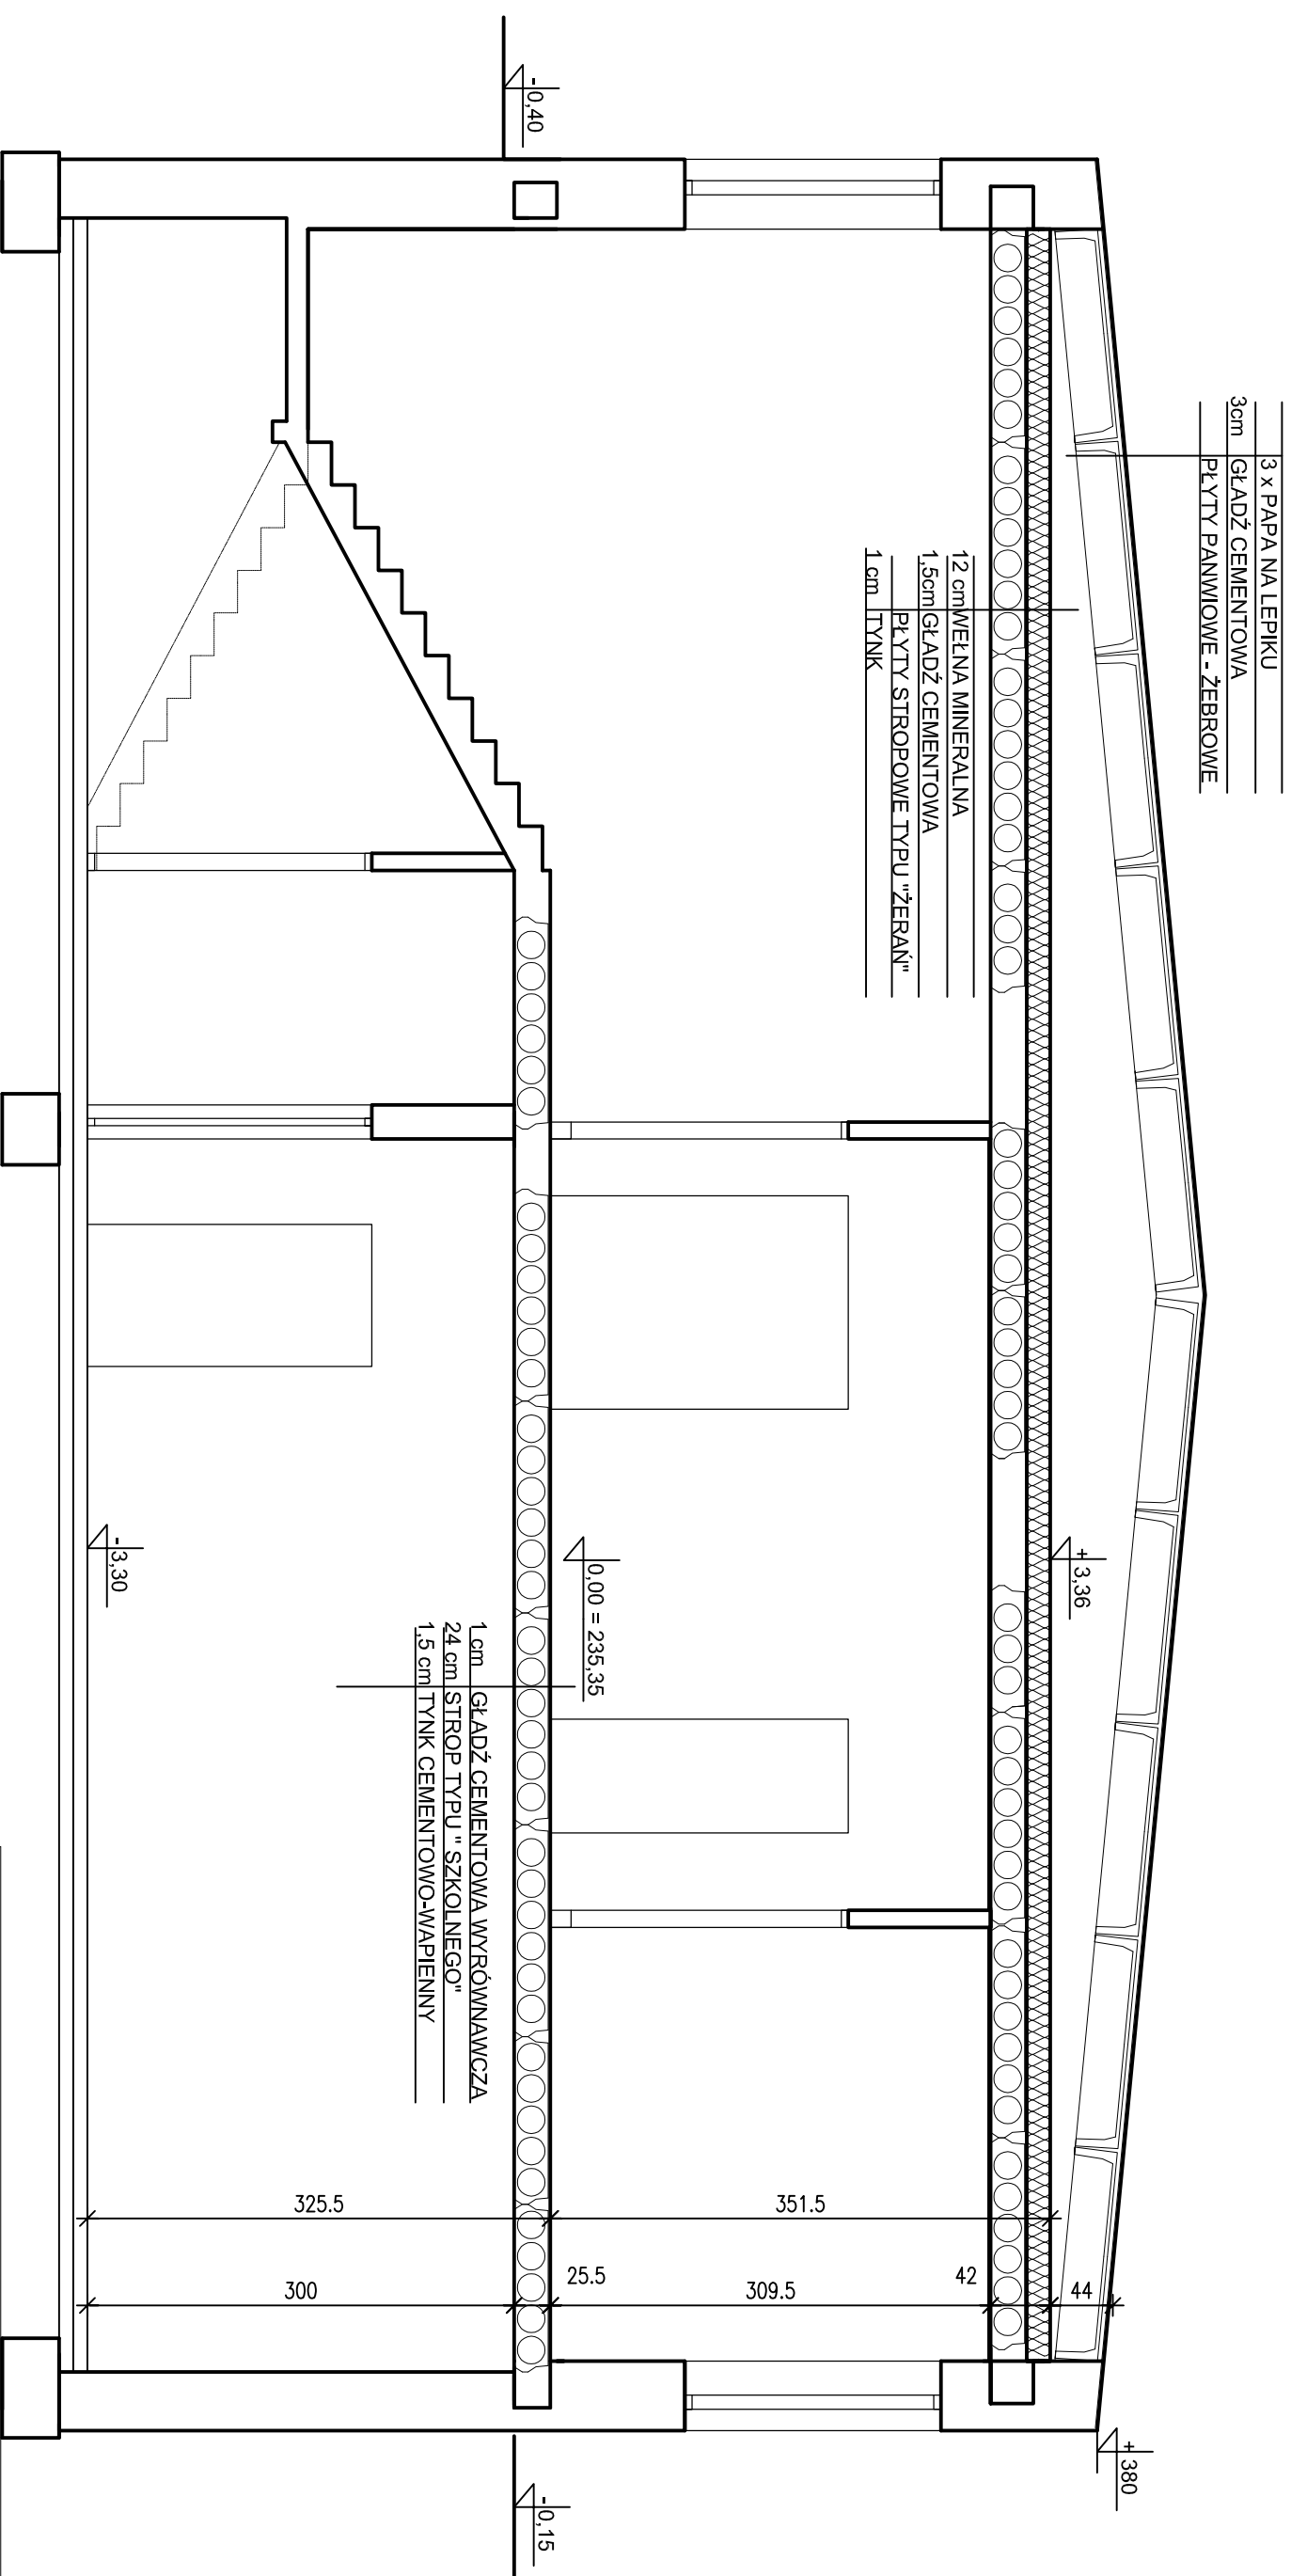 3 x PAPA NA LEPIKU
3cm GŁADŹ CEMENTOWA
PŁYTY PANWIOWE - ŻEBROWE
12 cm WEŁNA MINERALNA
1,5cm GŁADŹ CEMENTOWA
PŁYTY STROPOWE TYPU "ŻERAŃ"
1 cm TYNK
+3,36
+380
-0,40
0,00 = 235,35
-0,15
1 cm GŁADŹ CEMENTOWA WYRÓWNAWCZA
24 cm STROP TYPU " SZKOLNEGO"
1,5 cm TYNK CEMENTOWO-WAPIENNY
-3,30
44
42
351.5
309.5
25.5
325.5
300